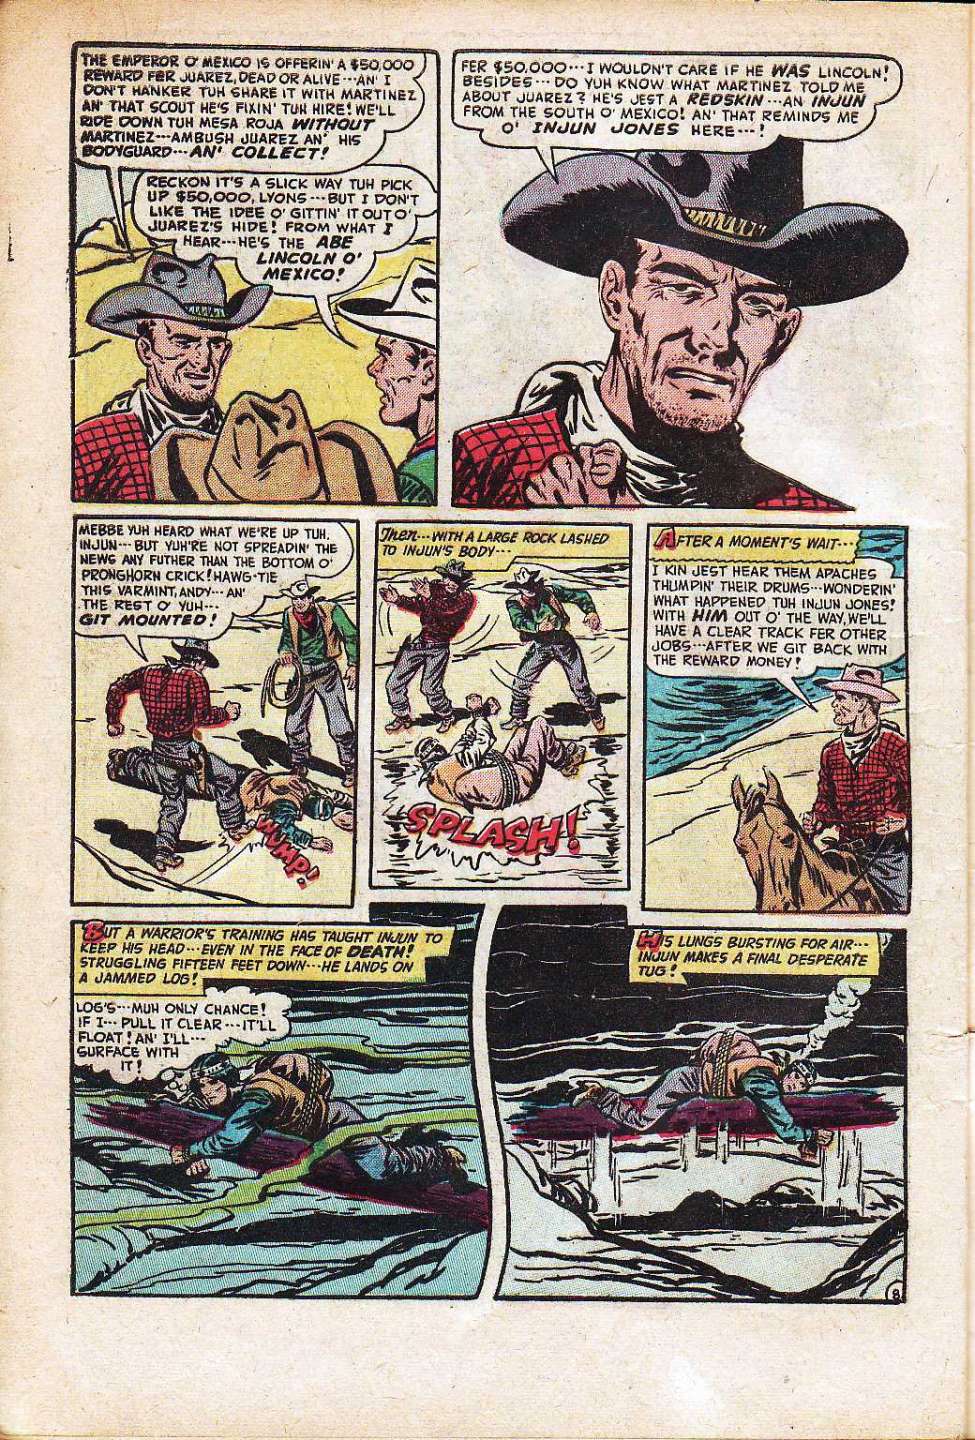 THE EMPEROR O' MEXICO IS OFFERIN' A $50,000
REWARD FER JUAREZ, DEAD OR ALIVE---AN' I
DON'T HANKER TUH SHARE IT WITH MARTINEZ
AN' THAT SCOUT HE'S FIXIN' TUH HIRE! WE'LL
RIDE DOWN TUH MESA ROJA WITHOUT
MARTINEZ---AMBUSH JUAREZ AN' HIS
BODYGUARD---AN' COLLECT!
RECKON IT'S A SLICK WAY TUH PICK
UP $50,000, LYONS---BUT I DON'T
LIKE THE IDEE O' GITTIN' IT OUT O'
JUAREZ'S HIDE! FROM WHAT I
HEAR---HE'S THE ABE
LINCOLN O'
MEXICO!
FER $50,000---I WOULDN'T CARE IF HE WAS LINCOLN!
BESIDES---DO YUH KNOW WHAT MARTINEZ TOLD ME
ABOUT JUAREZ? HE'S JEST A REDSKIN---AN INJUN
FROM THE SOUTH O' MEXICO! AN' THAT REMINDS ME
O' INJUN JONES HERE---!
MEBBE YUH HEARD WHAT WE'RE UP TUH,
INJUN---BUT YUH'RE NOT SPREADIN' THE
NEWS ANY FUTHER THAN THE BOTTOM O'
PRONGHORN CRICK! HAWG-TIE
THIS VARMINT, ANDY---AN'
THE REST O' YUH---
GIT MOUNTED!
WUMP!
Then---WITH A LARGE ROCK LASHED
TO INJUN'S BODY---
SPLASH!
AFTER A MOMENT'S WAIT---
I KIN JEST HEAR THEM APACHES
THUMPIN' THEIR DRUMS---WONDERIN'
WHAT HAPPENED TUH INJUN JONES!
WITH HIM OUT O' THE WAY, WE'LL
HAVE A CLEAR TRACK FER OTHER
JOBS---AFTER WE GIT BACK WITH
THE REWARD MONEY!
BUT A WARRIOR'S TRAINING HAS TAUGHT INJUN TO
KEEP HIS HEAD---EVEN IN THE FACE OF DEATH!
STRUGGLING FIFTEEN FEET DOWN---HE LANDS ON
A JAMMED LOG!
LOG'S---MUH ONLY CHANCE!
IF I---PULL IT CLEAR---IT'LL
FLOAT! AN' I'LL---
SURFACE WITH
IT!
HIS LUNGS BURSTING FOR AIR---
INJUN MAKES A FINAL DESPERATE
TUG!
8